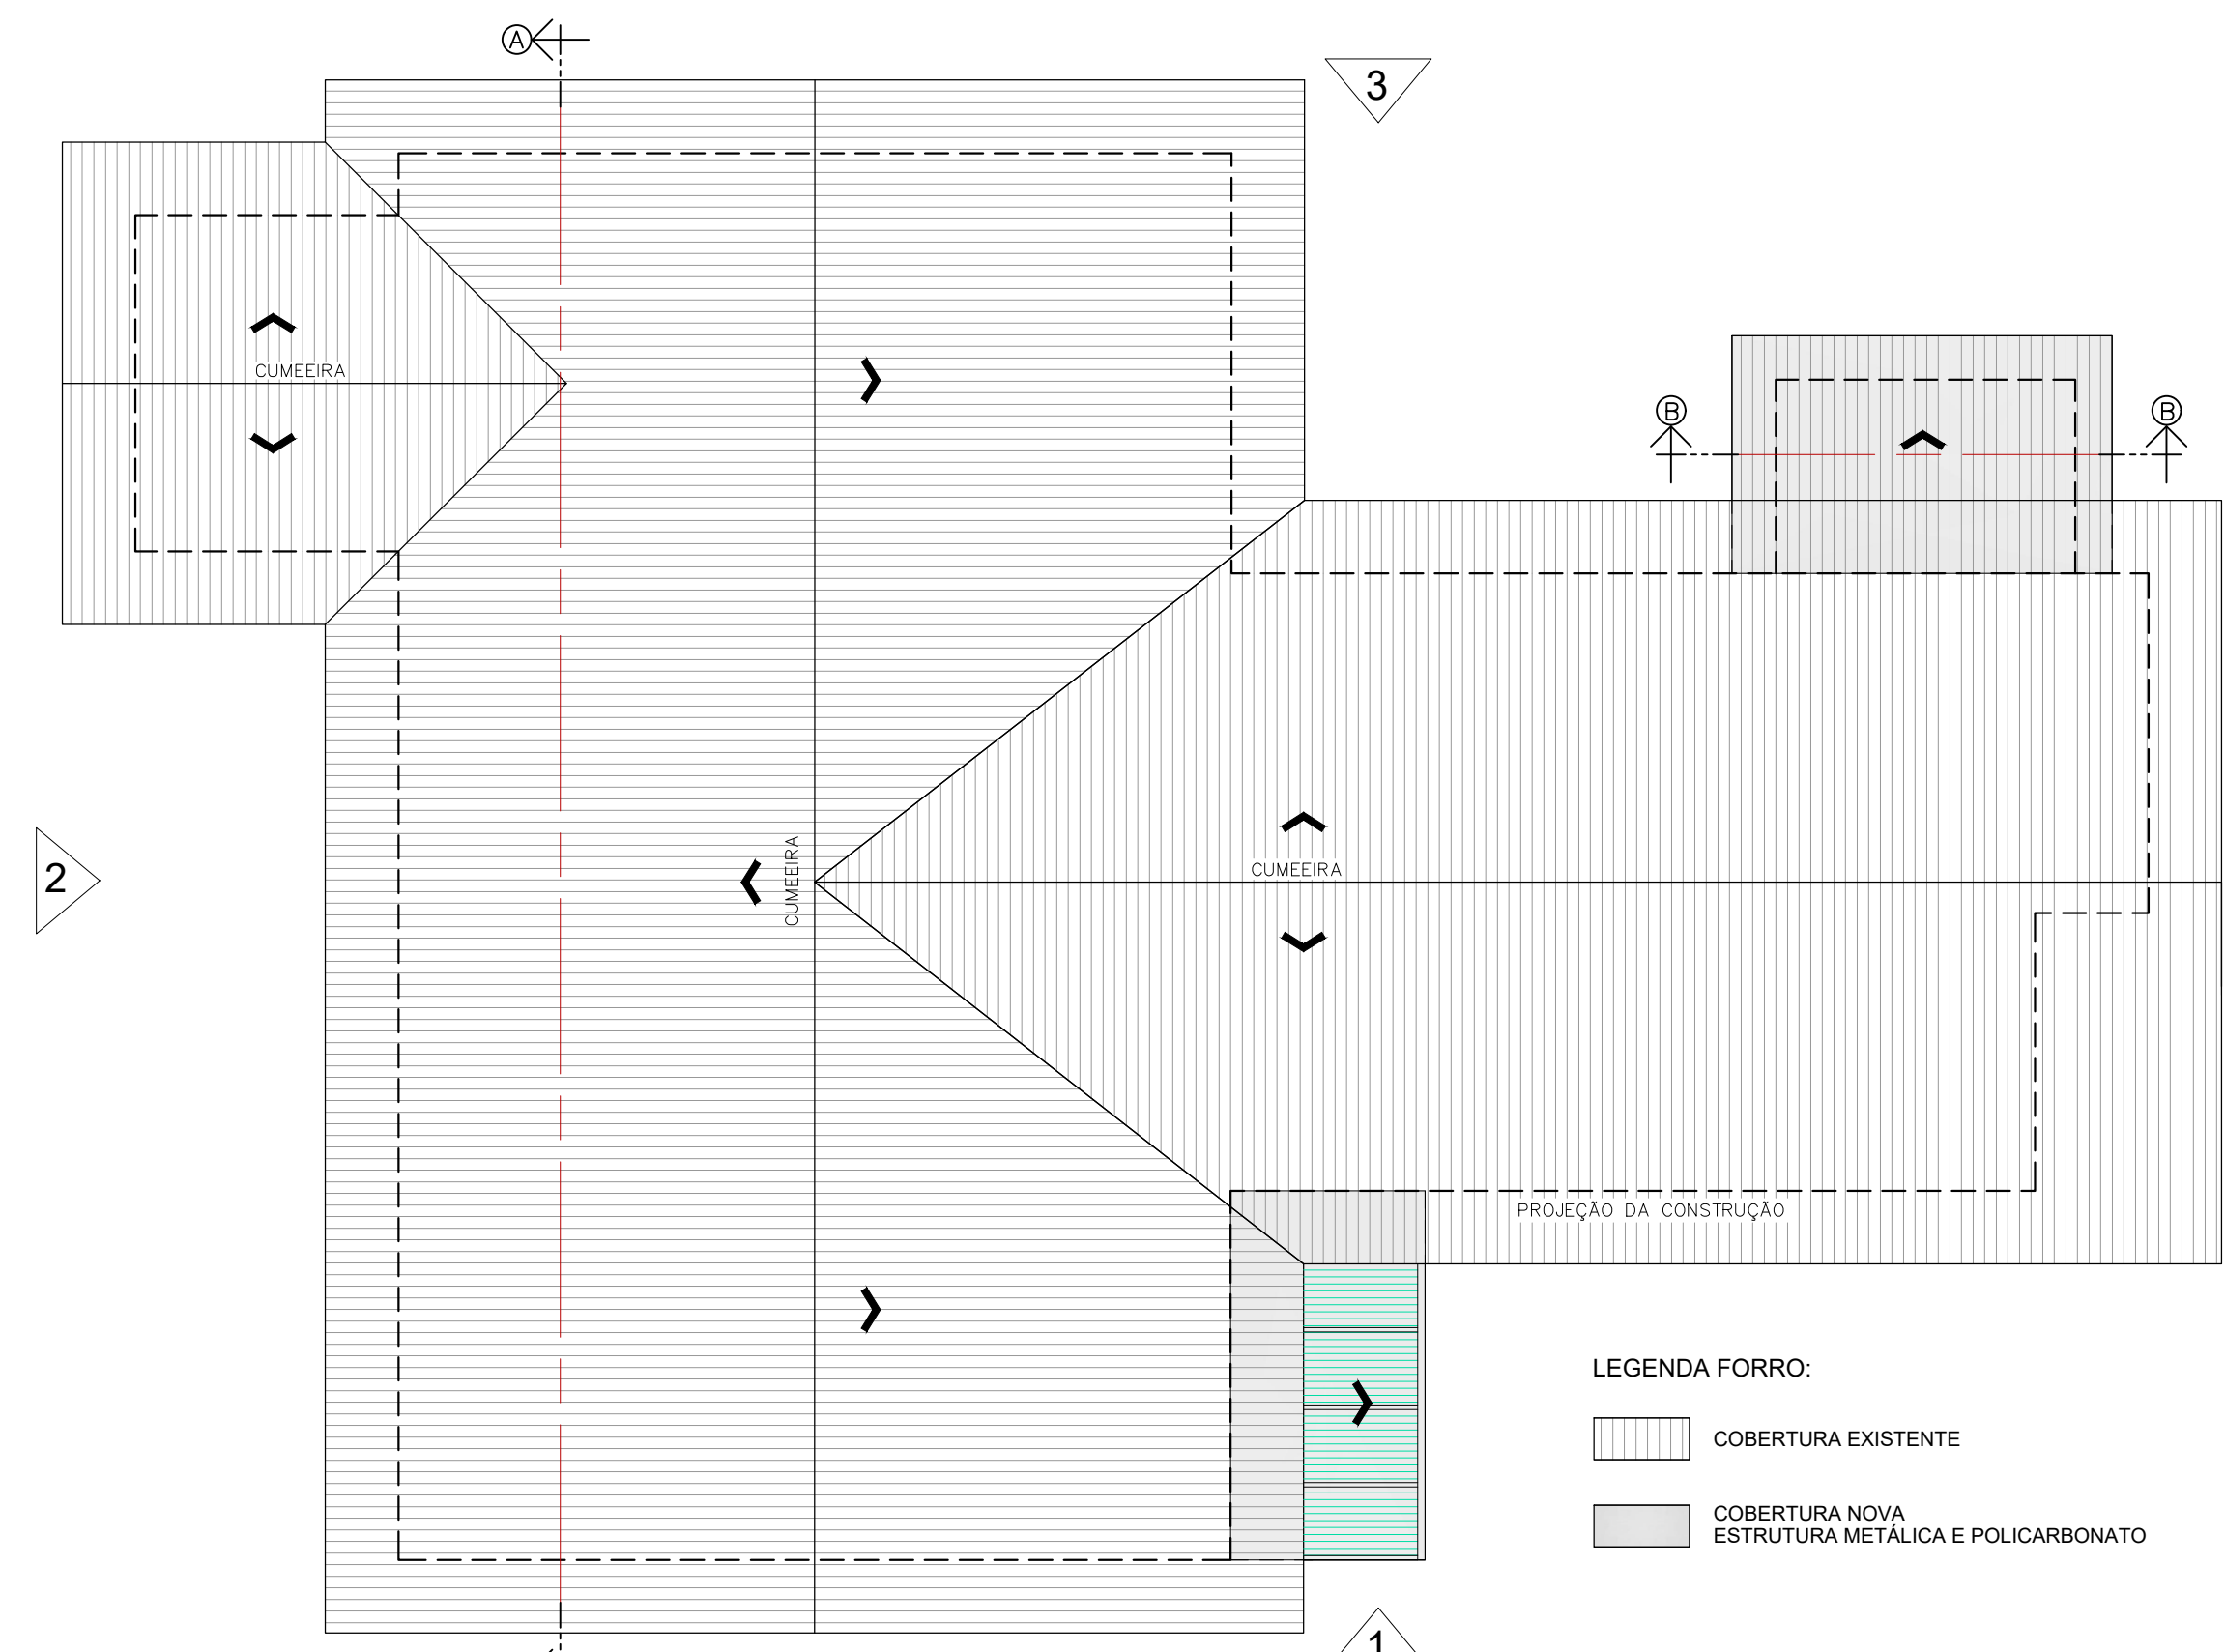 A
3
CUMEEIRA
B
B
2
CUMEEIRA
CUMEEIRA
PROJEÇÃO DA CONSTRUÇÃO
LEGENDA FORRO:
COBERTURA EXISTENTE
COBERTURA NOVA
ESTRUTURA METÁLICA E POLICARBONATO
1